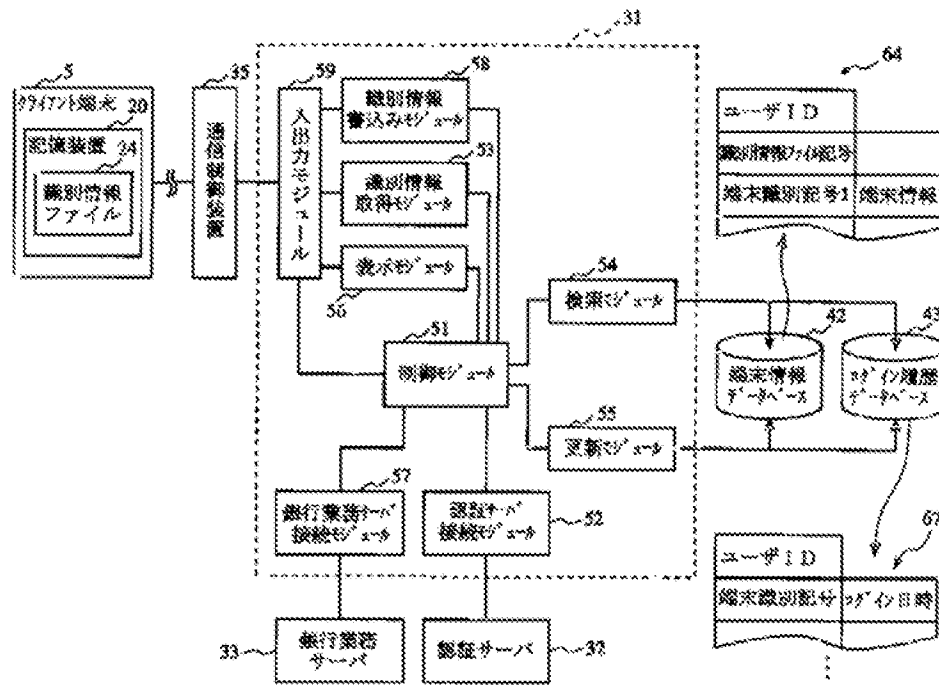 31
5
クライアント端末
20
記憶装置
34
識別情報
ファイル
35
通信制御装置
59
入出力モジュール
58
識別情報
書込みモジュール
53
識別情報
取得モジュール
表示モジュール
56
51
制御モジュール
54
検索モジュール
55
更新モジュール
57
銀行業務サーバ
接続モジュール
認証サーバ
接続モジュール
52
33
銀行業務
サーバ
認証サーバ
32
64
ユーザID
識別情報ファイル記号
端末識別記号1
端末情報
42
端末情報
データベース
43
ログイン履歴
データベース
67
ユーザID
端末識別記号
ログイン日時